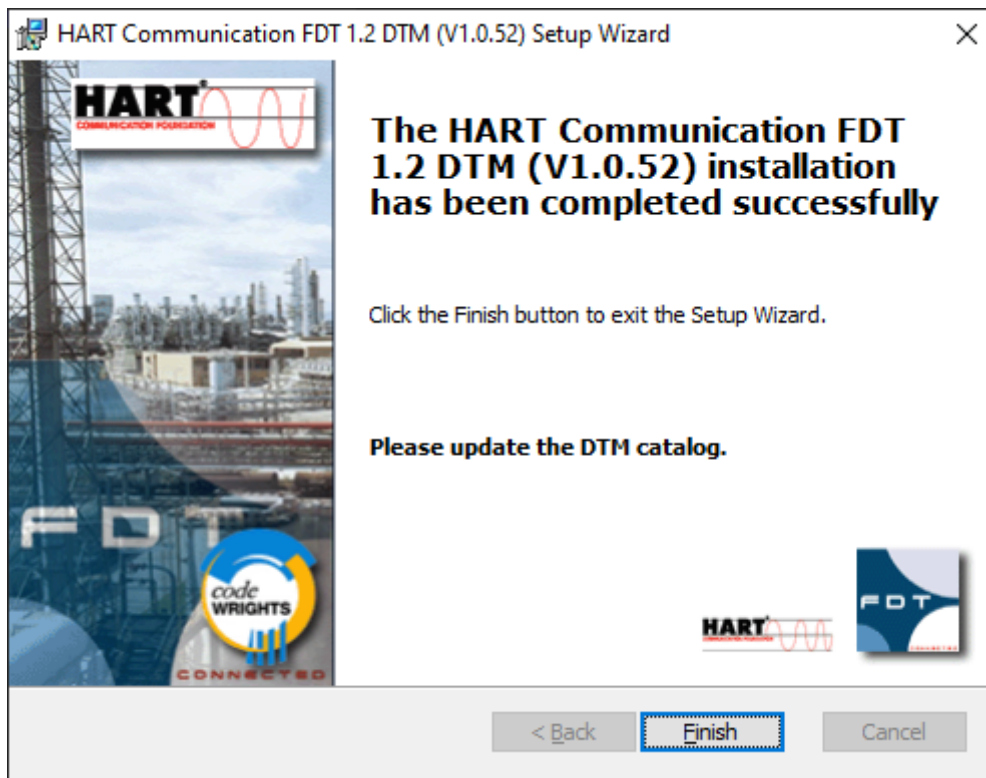 HART Communication FDT 1.2 DTM (V1.0.52) Setup Wizard
HART
COMMUNICATION FOUNDATION
The HART Communication FDT
1.2 DTM (V1.0.52) installation
has been completed successfully
Click the Finish button to exit the Setup Wizard.
Please update the DTM catalog.
FDT
code
WRIGHTS
CONNECTED
HART
FDT
< Back
Finish
Cancel